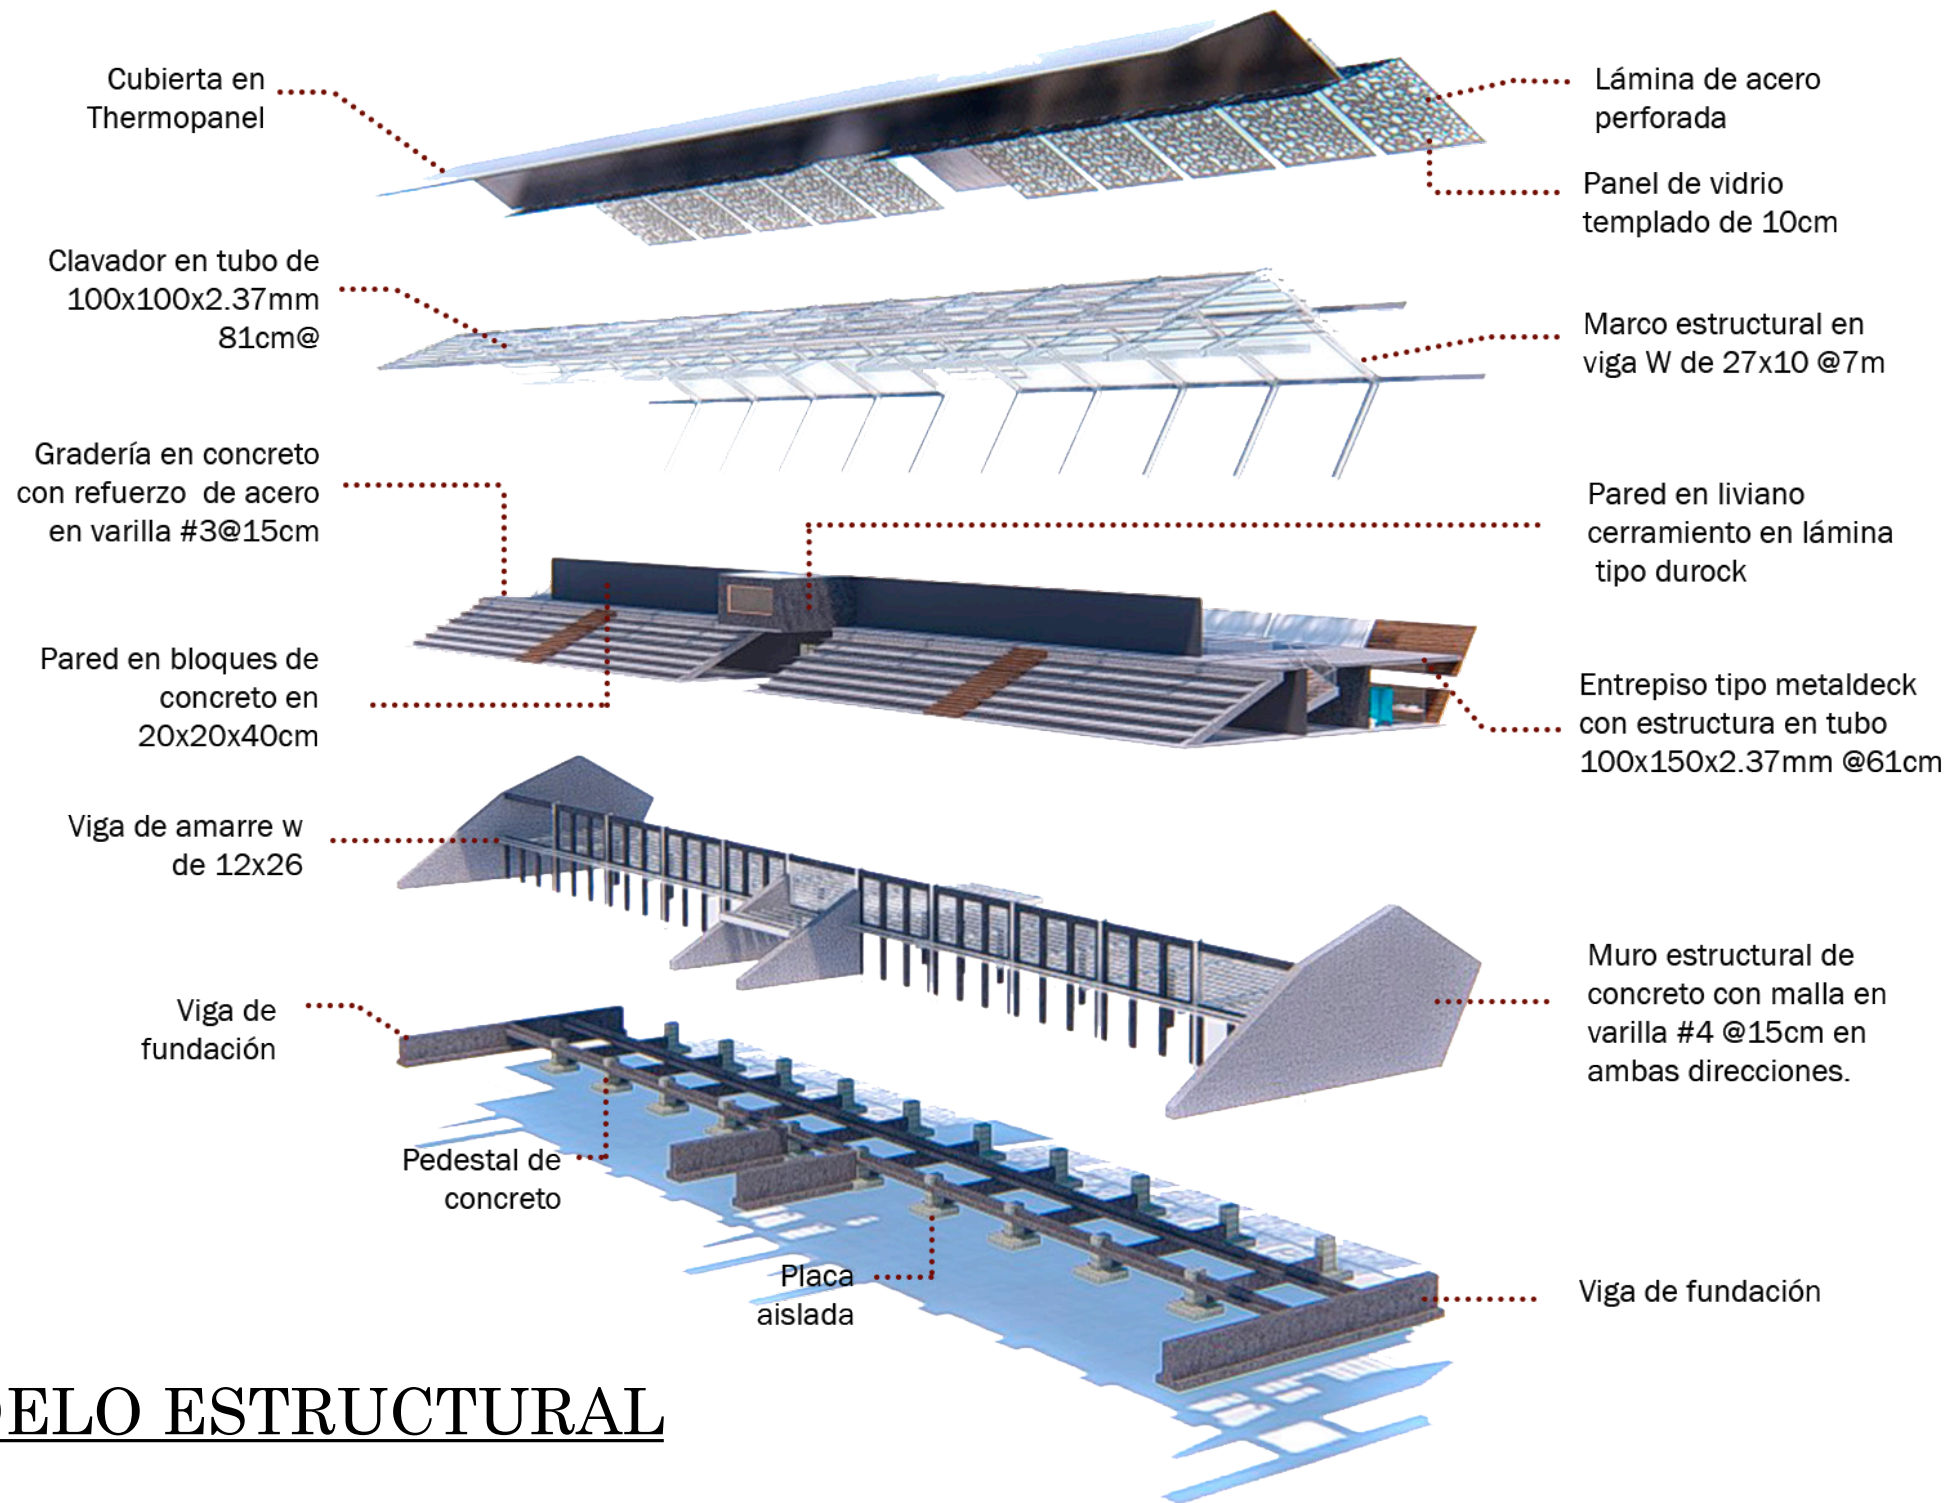 Cubierta en
Thermopanel
Lámina de acero
perforada
Panel de vidrio
templado de 10cm
Clavador en tubo de
100x100x2.37mm
81cm@
Marco estructural en
viga W de 27x10 @7m
Gradería en concreto
con refuerzo de acero
en varilla #3@15cm
Pared en liviano
cerramiento en lámina
tipo durock
Pared en bloques de
concreto en
20x20x40cm
Entrepiso tipo metaldeck
con estructura en tubo
100x150x2.37mm @61cm
Viga de amarre w
de 12x26
Muro estructural de
concreto con malla en
varilla #4 @15cm en
ambas direcciones.
Viga de
fundación
Pedestal de
concreto
Placa
aislada
Viga de fundación
ELO ESTRUCTURAL